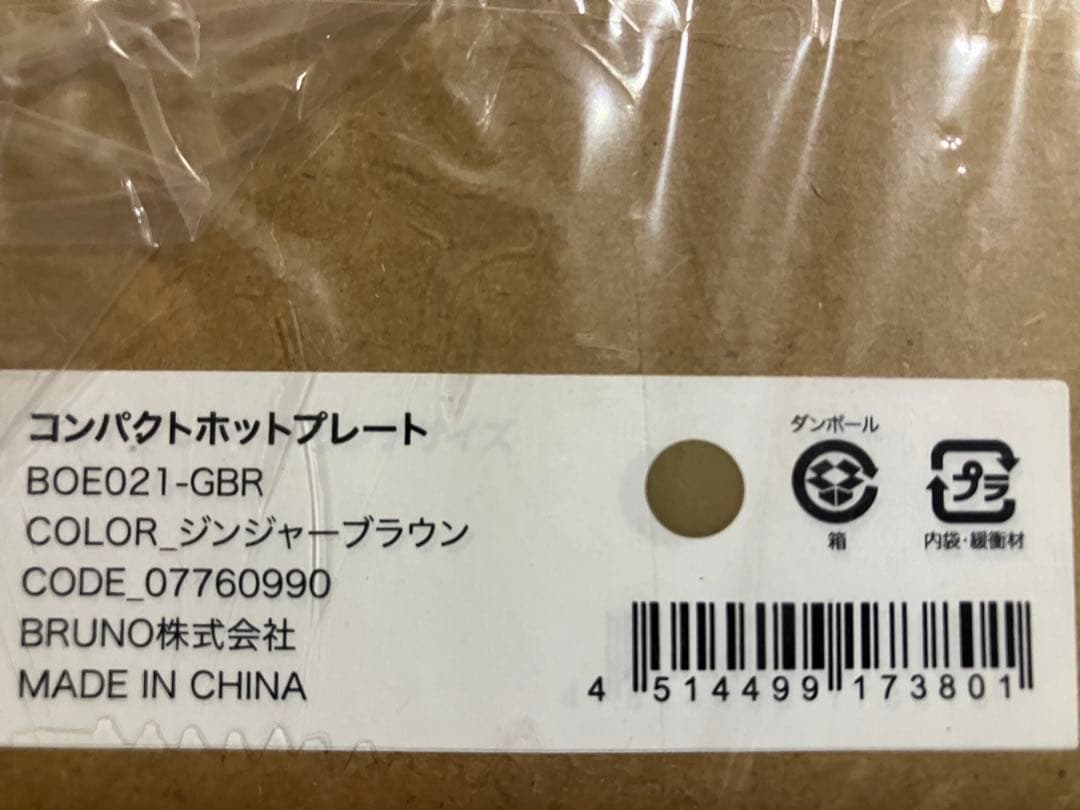 コンパクトホットプレート
BOE021-GBR
COLOR_ジンジャーブラウン
CODE_07760990
BRUNO株式会社
MADE IN CHINA
ダンボール
箱
プラ
内袋・緩衝材
4 514499 173801